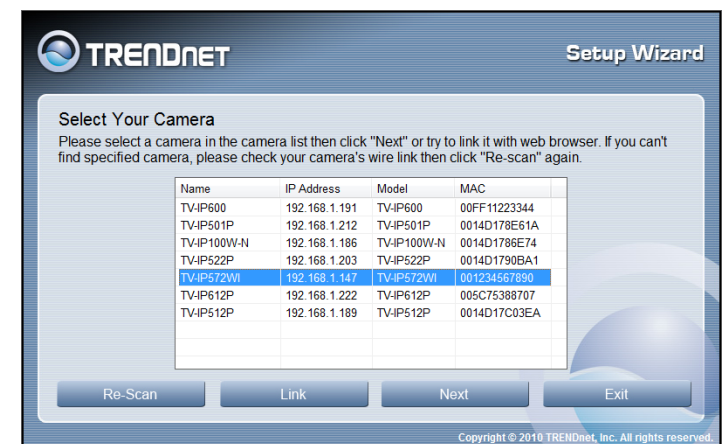 TRENDNET
Setup Wizard
Select Your Camera
Please select a camera in the camera list then click "Next" or try to link it with web browser. If you can't
find specified camera, please check your camera's wire link then click "Re-scan" again.
Name IP Address Model MAC
TV-IP600 192.168.1.191 TV-IP600 00FF11223344
TV-IP501P 192.168.1.212 TV-IP501P 0014D178E61A
TV-IP100W-N 192.168.1.186 TV-IP100W-N 0014D1786E74
TV-IP522P 192.168.1.203 TV-IP522P 0014D1790BA1
TV-IP572WI 192.168.1.147 TV-IP572WI 001234567890
TV-IP612P 192.168.1.222 TV-IP612P 005C75388707
TV-IP512P 192.168.1.189 TV-IP512P 0014D17C03EA
Re-Scan Link Next Exit
Copyright © 2010 TRENDnet, Inc. All rights reserved.